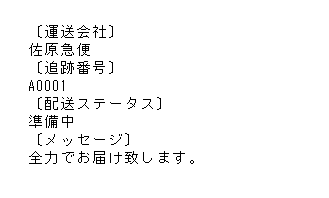 〔運送会社〕
佐原急便
〔追跡番号〕
A0001
〔配送ステータス〕
準備中
〔メッセージ〕
全力でお届け致します。